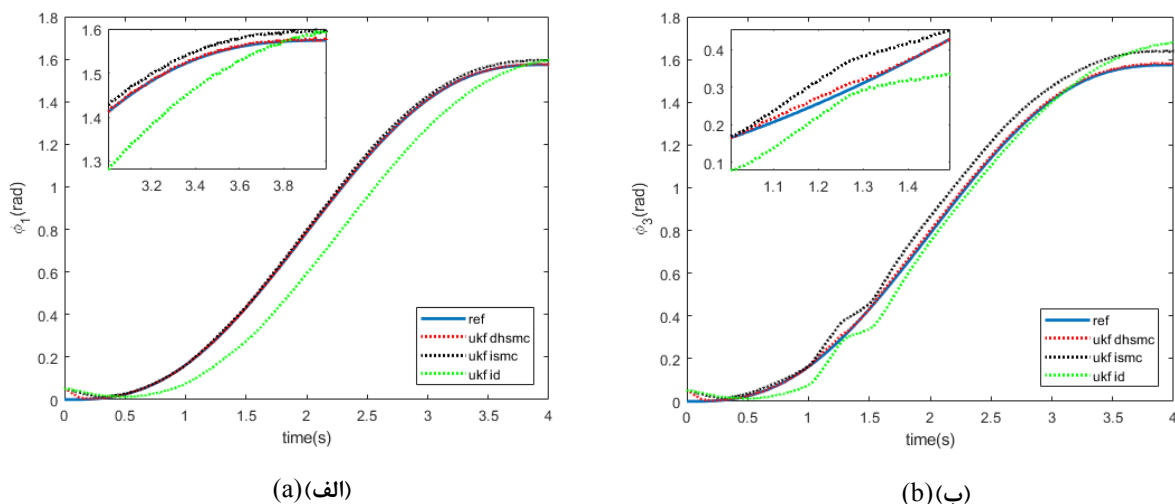 1.6
1.5
1.4
1.3
3.2 3.4 3.6 3.8
1.8
1.6
1.4
1.2
1
0.8
0.6
0.4
0.2
0
ϕ1(rad)
ref
ukf dhsmc
ukf ismc
ukf id
0 0.5 1 1.5 2 2.5 3 3.5 4
time(s)
(a)(الف)
0.4
0.3
0.2
0.1
1.1 1.2 1.3 1.4
1.8
1.6
1.4
1.2
1
0.8
0.6
0.4
0.2
0
ϕ3(rad)
ref
ukf dhsmc
ukf ismc
ukf id
0 0.5 1 1.5 2 2.5 3 3.5 4
time(s)
(b)(ب)